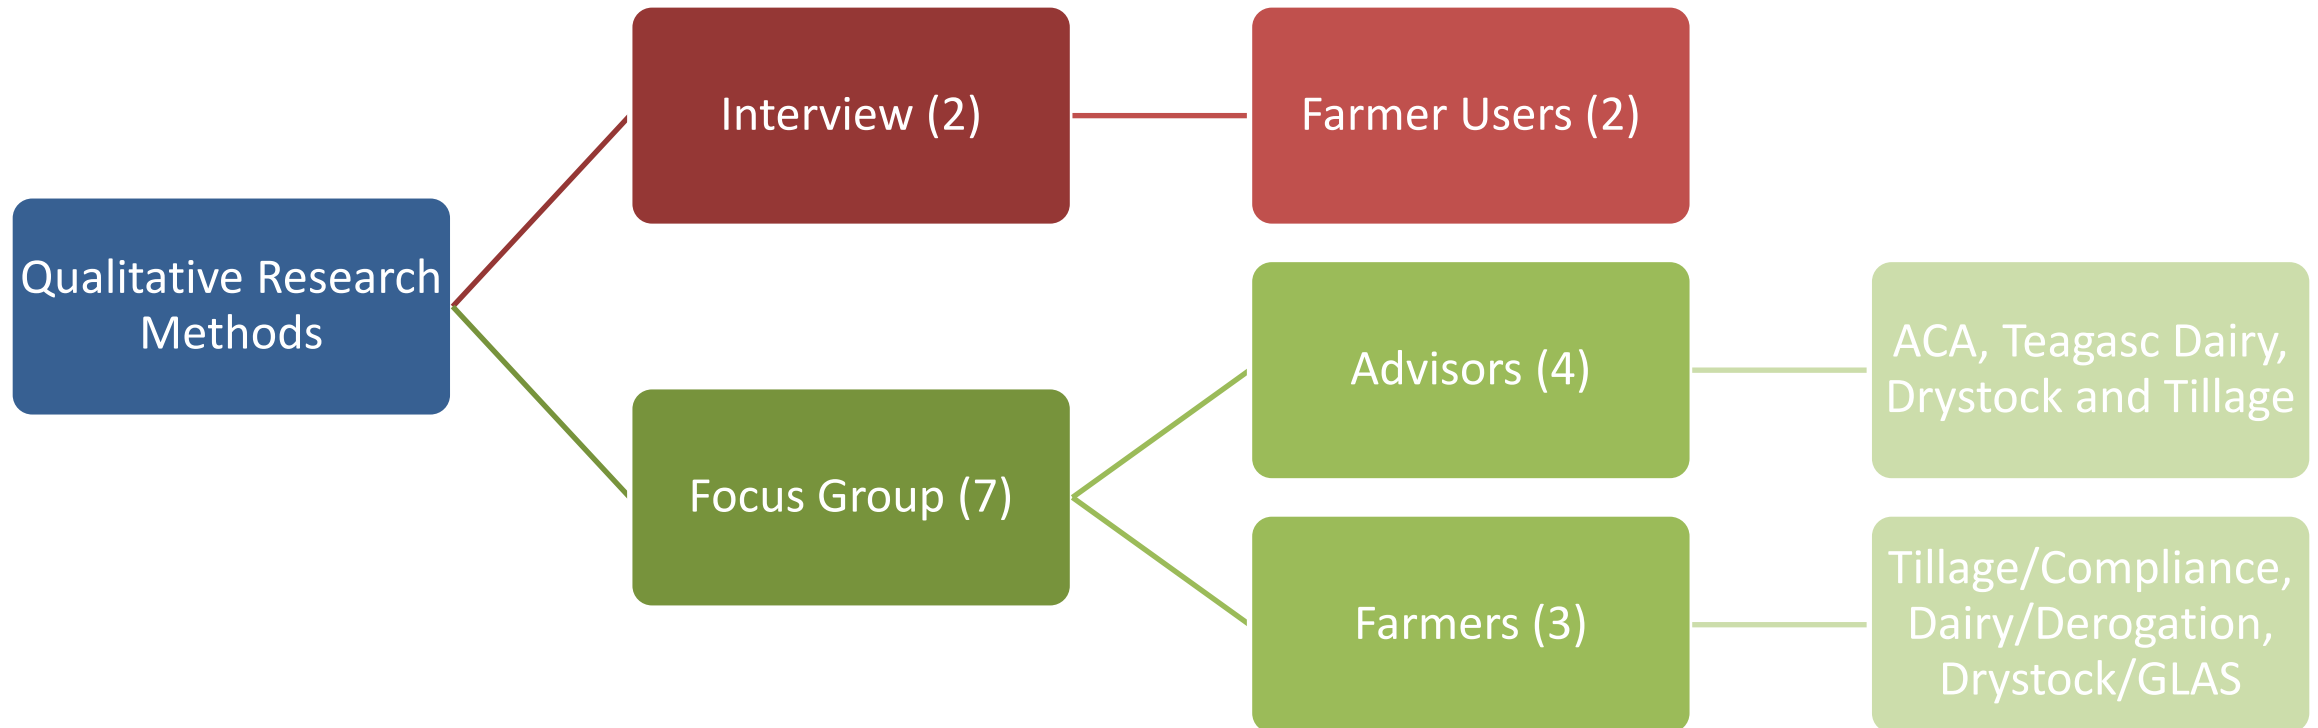 Qualitative Research
Methods
Interview (2)
Farmer Users (2)
Focus Group (7)
Advisors (4)
ACA, Teagasc Dairy,
Drystock and Tillage
Farmers (3)
Tillage/Compliance,
Dairy/Derogation,
Drystock/GLAS